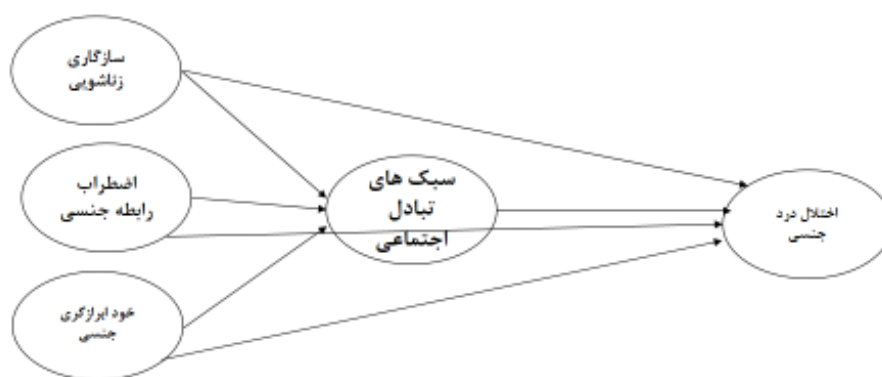 سازگاری
زناشویی
اضطراب
رابطه جنسی
خود ابرازگری
جنسی
سبک های
تبادل
اجتماعی
اختلال درد
جنسی